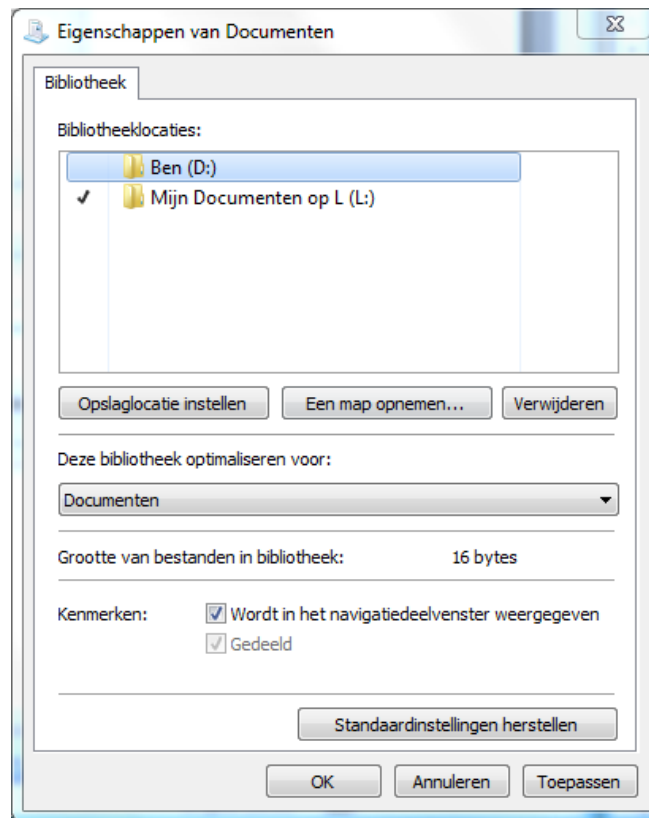 Eigenschappen van Documenten
Bibliotheek
Bibliotheeklocaties:
Ben (D:)
Mijn Documenten op L (L:)
Opslaglocatie instellen Een map opnemen... Verwijderen
Deze bibliotheek optimaliseren voor:
Documenten
Grootte van bestanden in bibliotheek: 16 bytes
Kenmerken: Wordt in het navigatiedeelvenster weergegeven
Gedeeld
Standaardinstellingen herstellen
OK Annuleren Toepassen